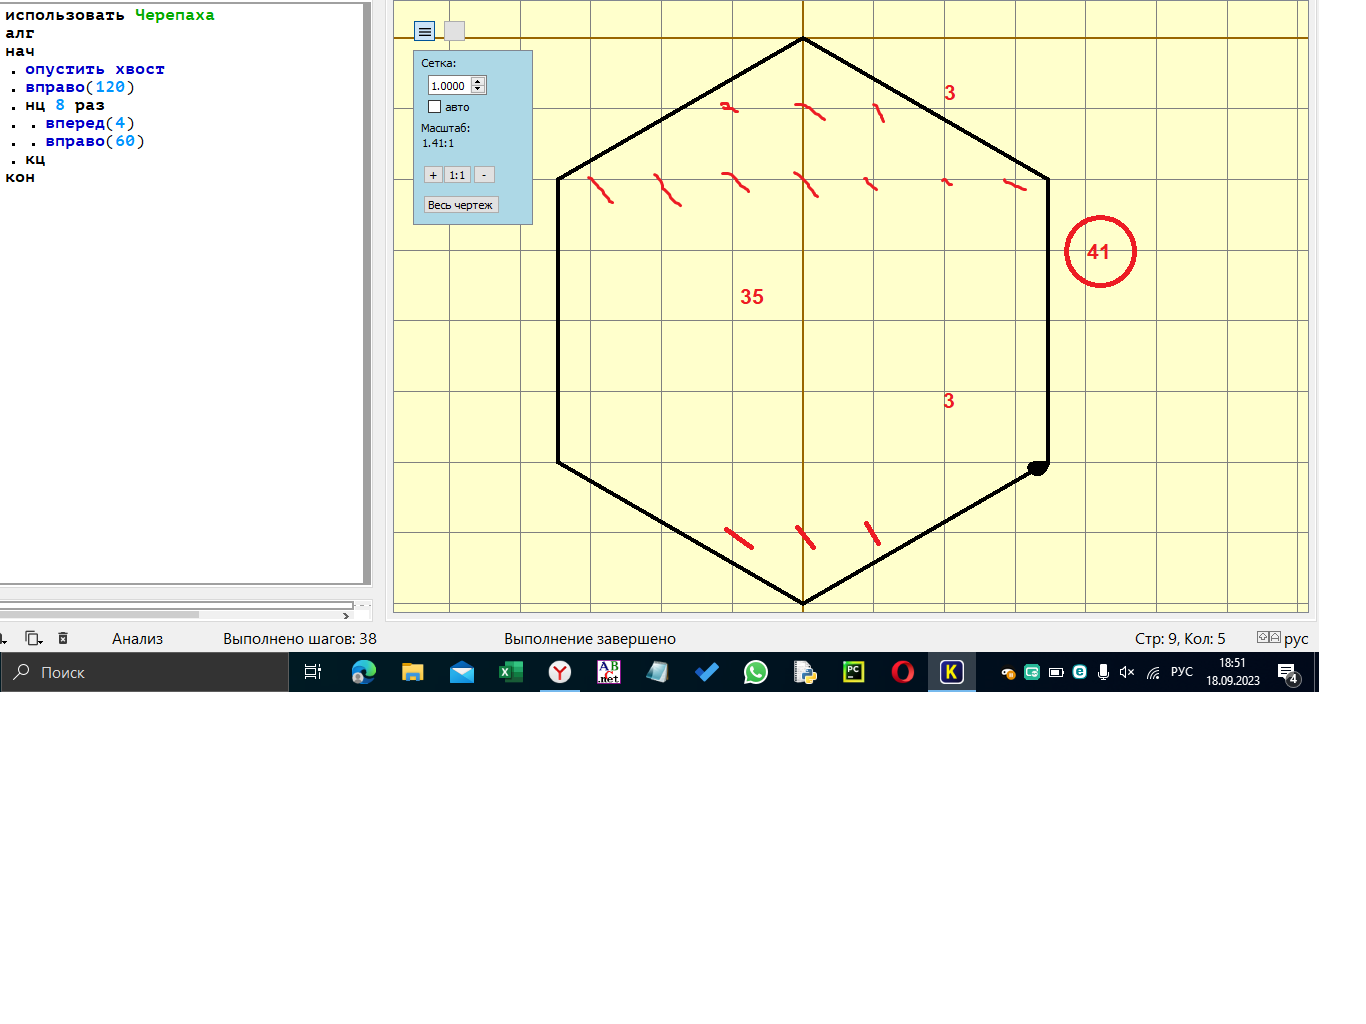 использовать Черепаха
алг
нач
. опустить хвост
. вправо(120)
. нц 8 раз
. . вперед(4)
. . вправо(60)
. кц
кон
Сетка:
1.0000
авто
Масштаб:
1.41:1
+ 1:1 -
Весь чертеж
3
41
35
3
Анализ
Выполнено шагов: 38
Выполнение завершено
Стр: 9, Кол: 5
рус
Поиск
РУС
18:51
18.09.2023
4